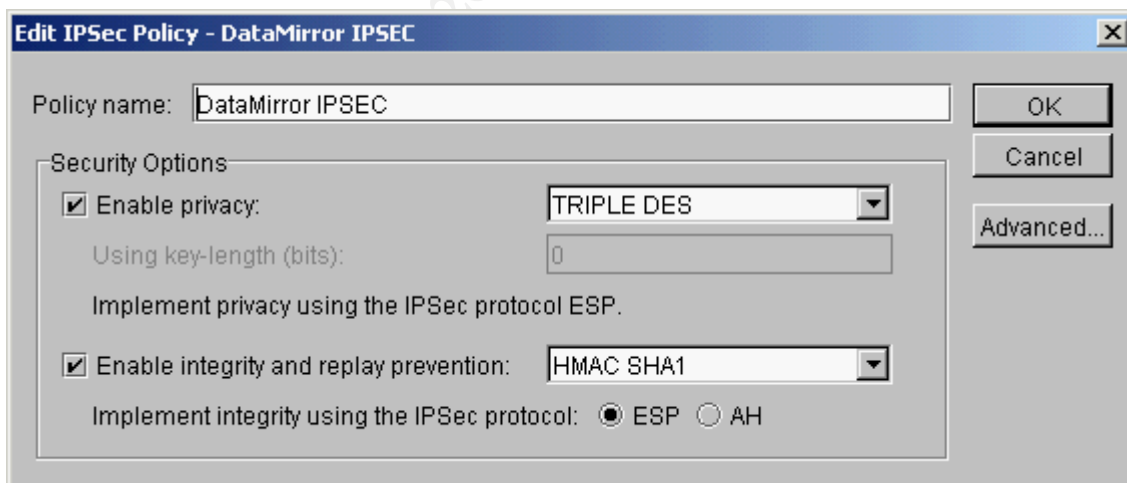 Edit IPSec Policy - DataMirror IPSEC
Policy name: DataMirror IPSEC
OK
Cancel
Advanced...
Security Options
Enable privacy: TRIPLE DES
Using key-length (bits): 0
Implement privacy using the IPSec protocol ESP.
Enable integrity and replay prevention: HMAC SHA1
Implement integrity using the IPSec protocol: ESP AH